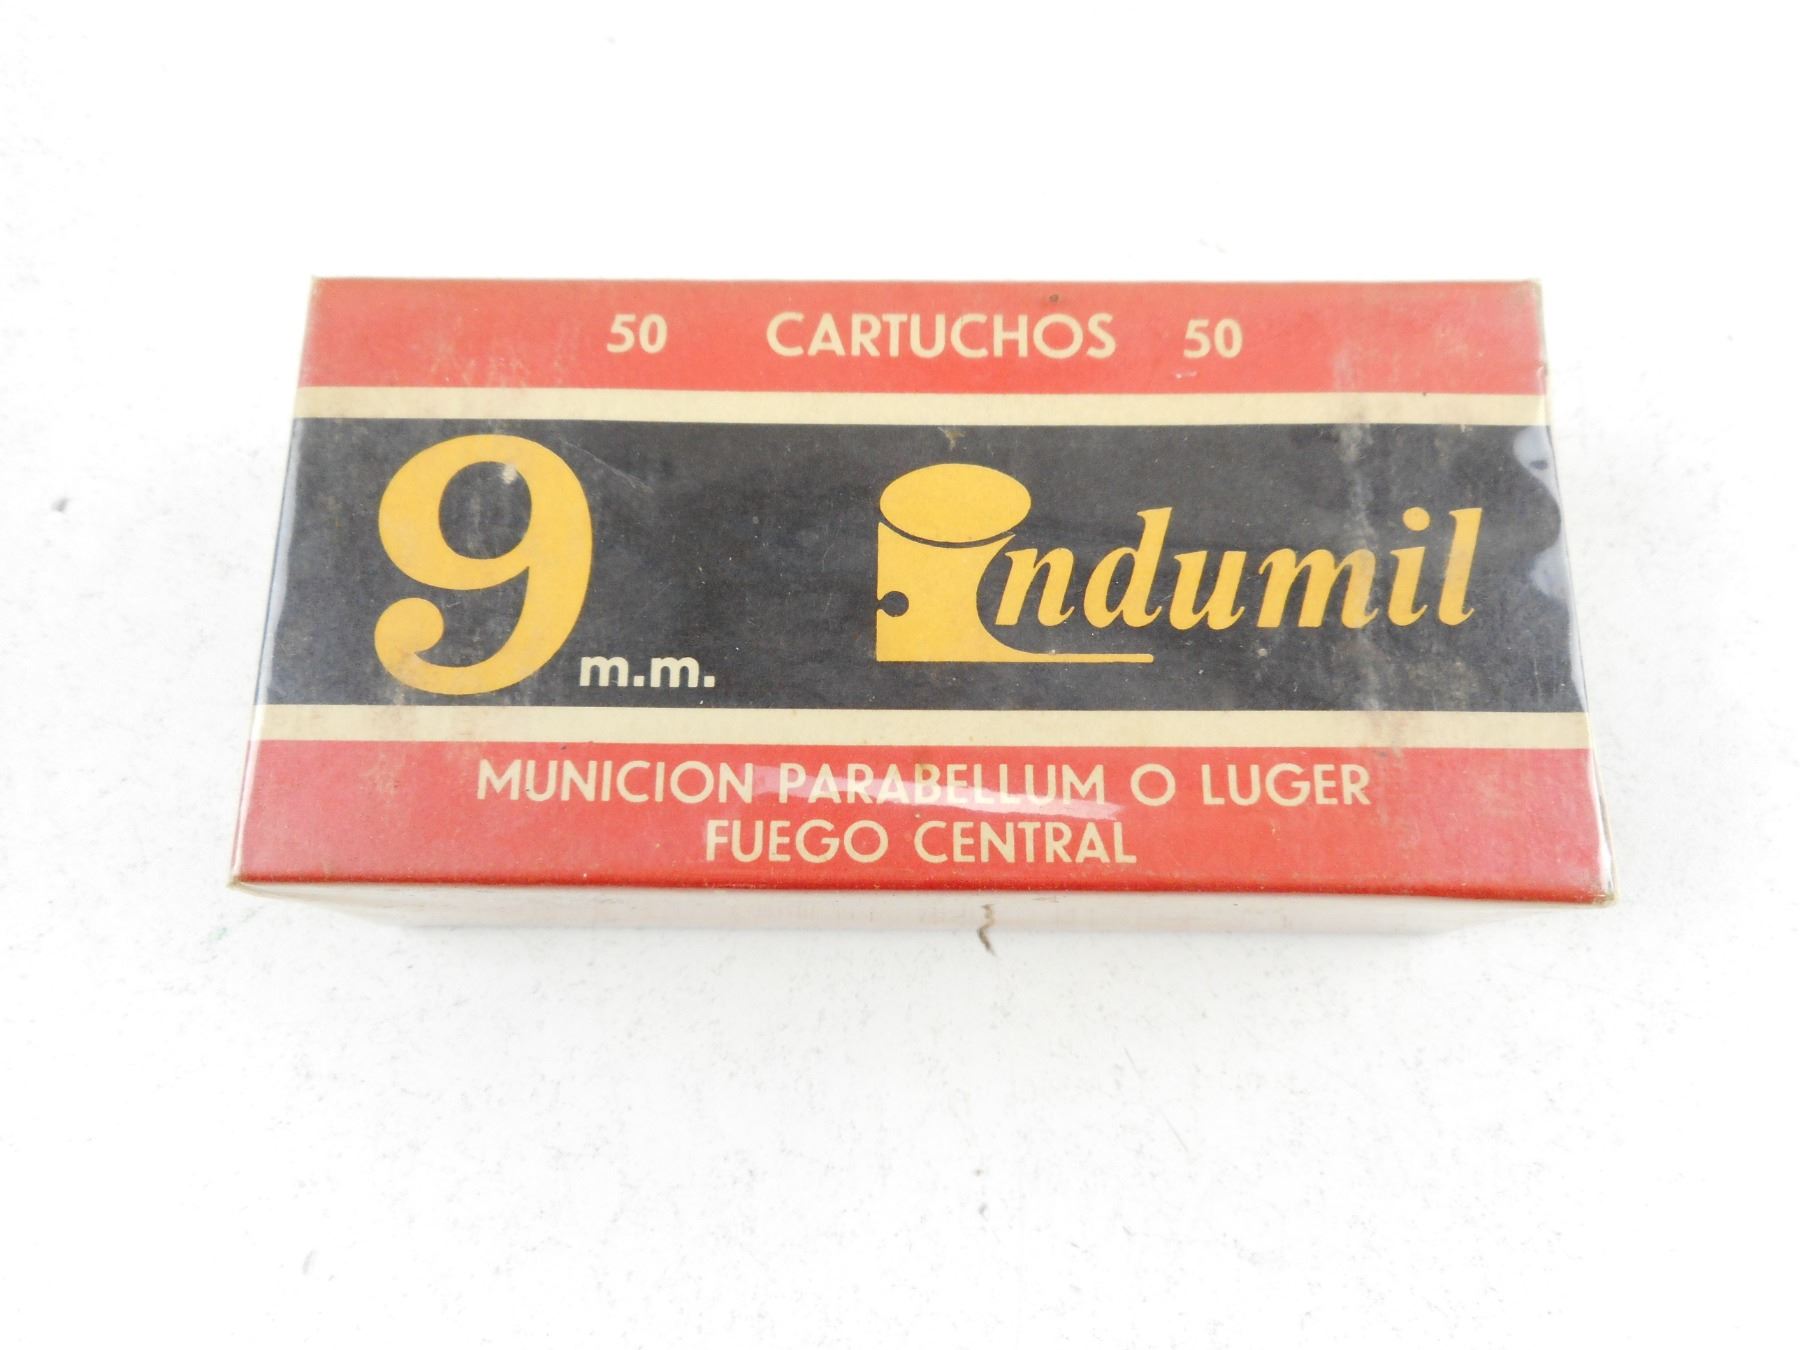 50 CARTUCHOS 50
9 m.m.
indumil
MUNICION PARABELLUM O LUGER
FUEGO CENTRAL